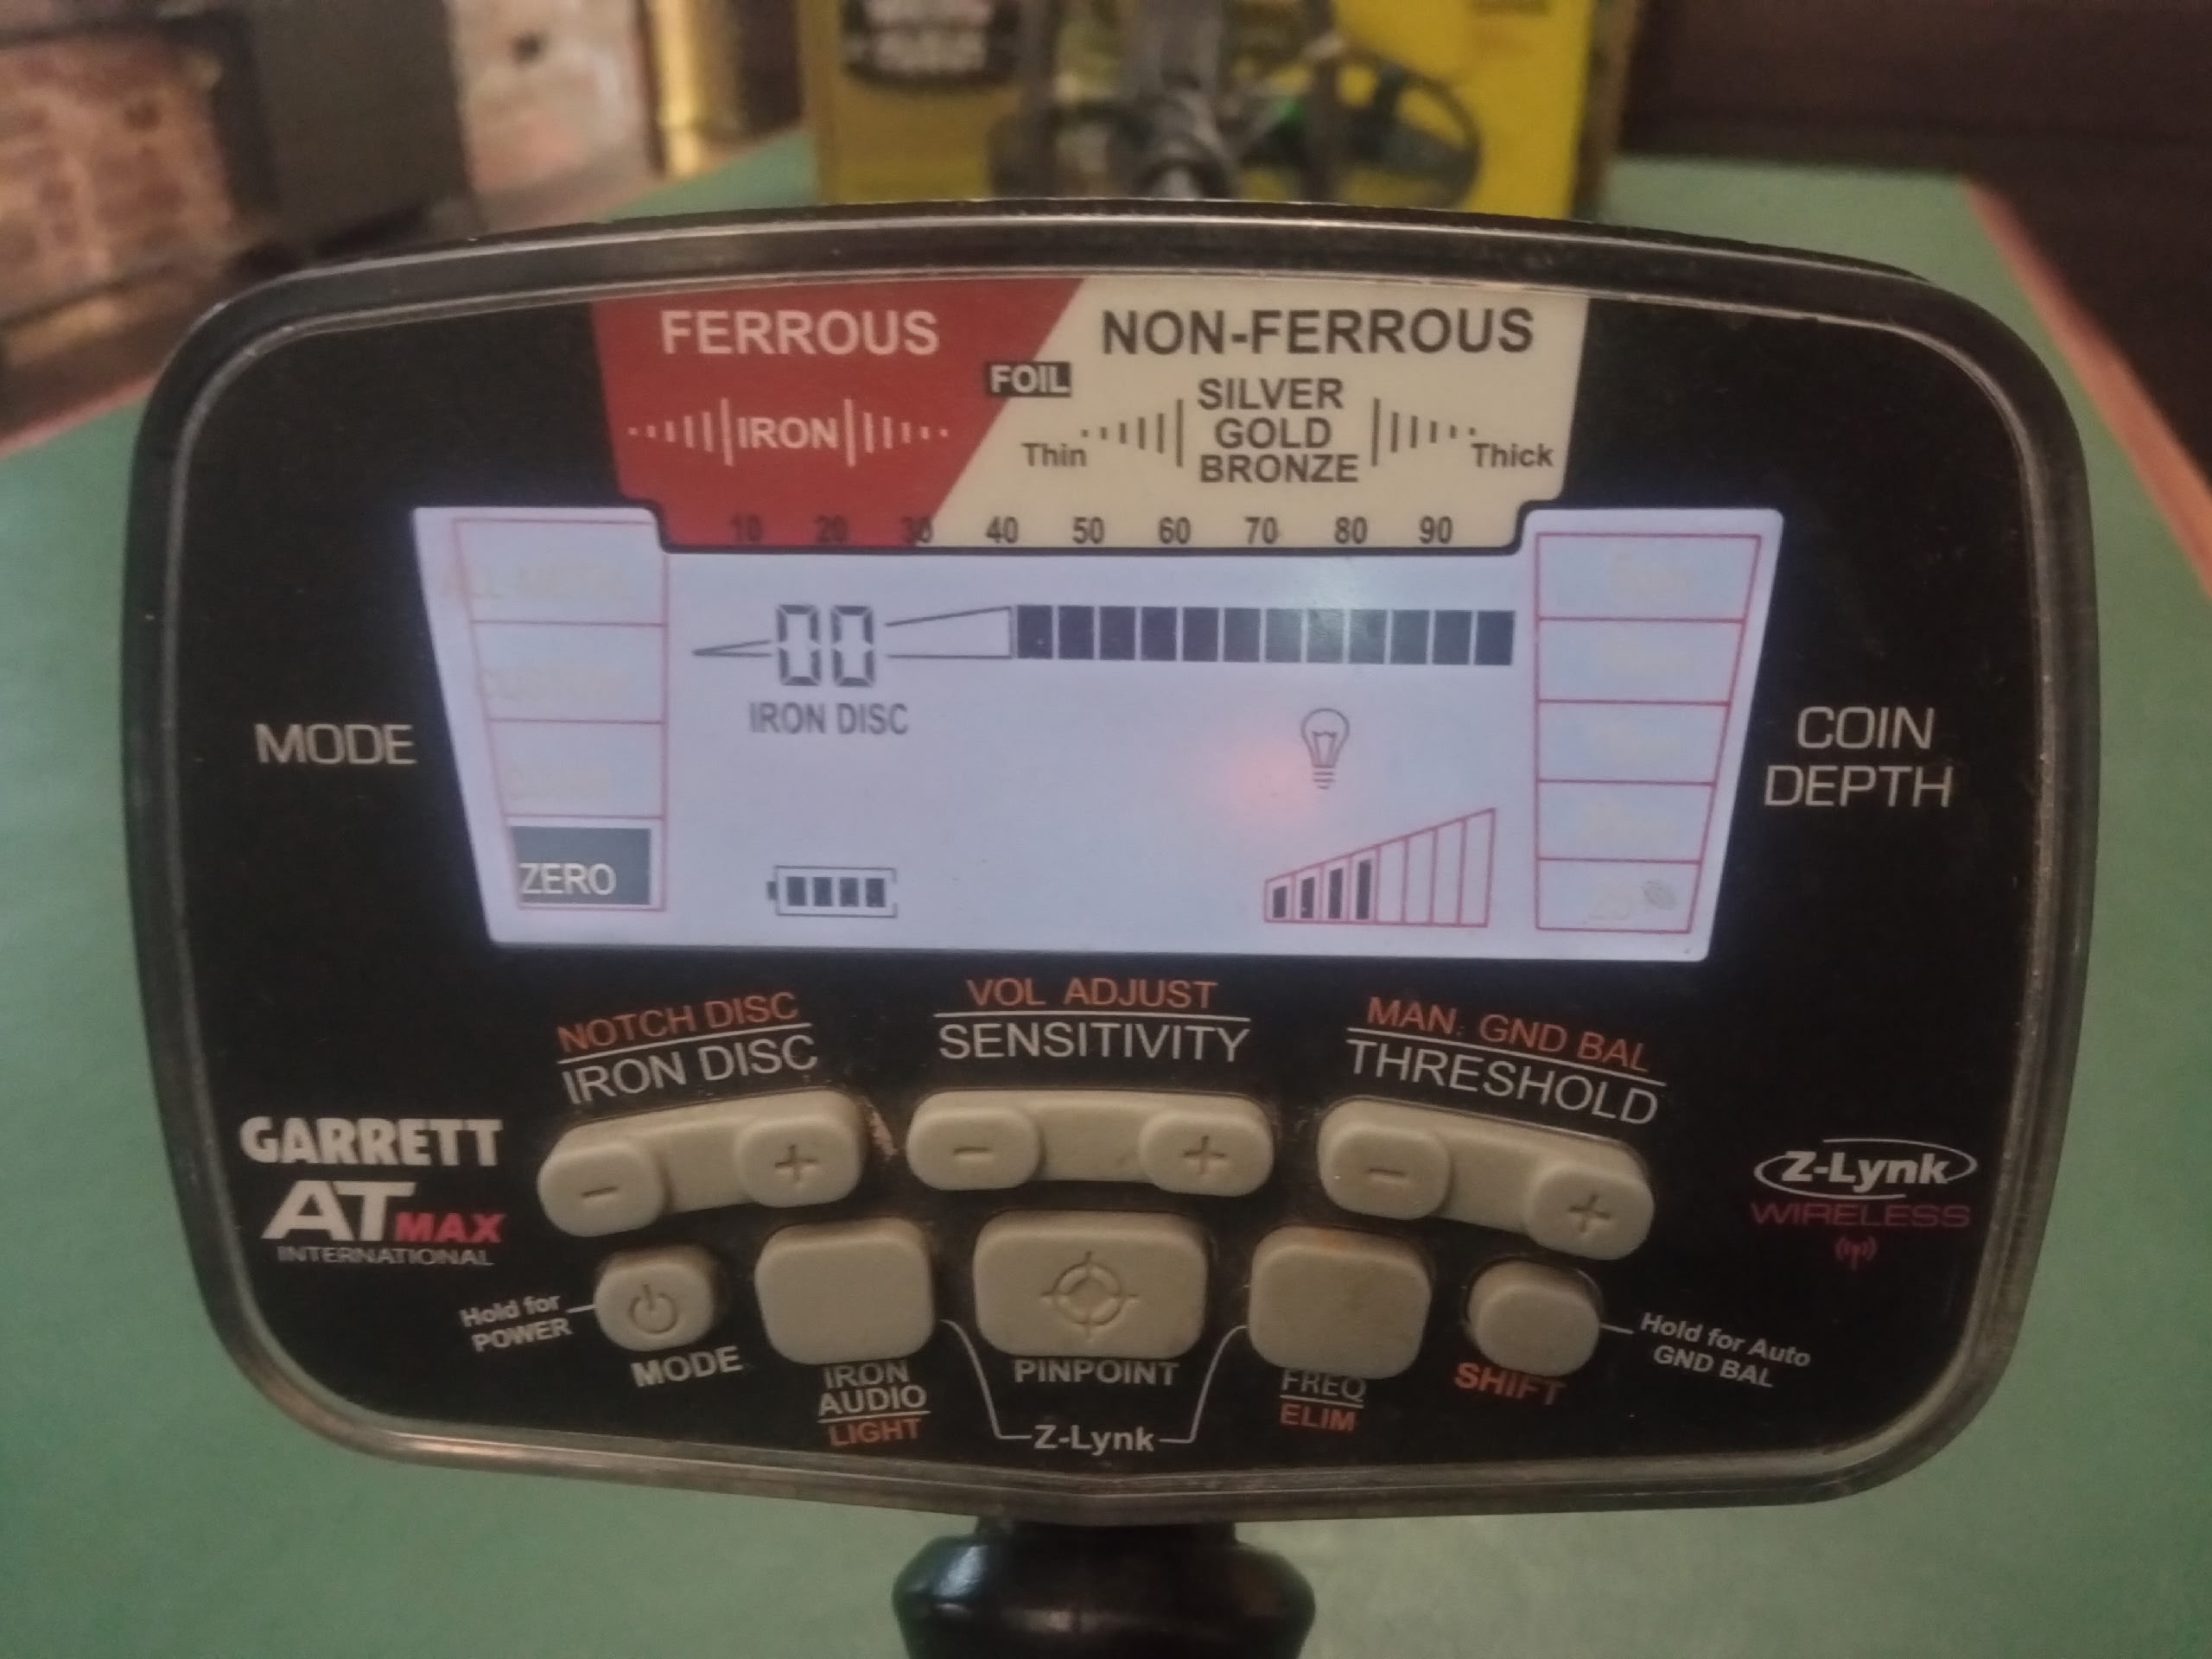 FERROUS
NON-FERROUS
FOIL
IRON
SILVER
GOLD
BRONZE
Thin
Thick
10 20 30 40 50 60 70 80 90
ALL METAL
00
IRON DISC
MODE
COIN
DEPTH
ZERO
NOTCH DISC
IRON DISC
VOL ADJUST
SENSITIVITY
MAN. GND BAL
THRESHOLD
- +
- +
- +
GARRETT
AT MAX
INTERNATIONAL
Z-Lynk
WIRELESS
Hold for
POWER
MODE
IRON
AUDIO
LIGHT
PINPOINT
FREQ
ELIM
SHIFT
Hold for Auto
GND BAL
Z-Lynk